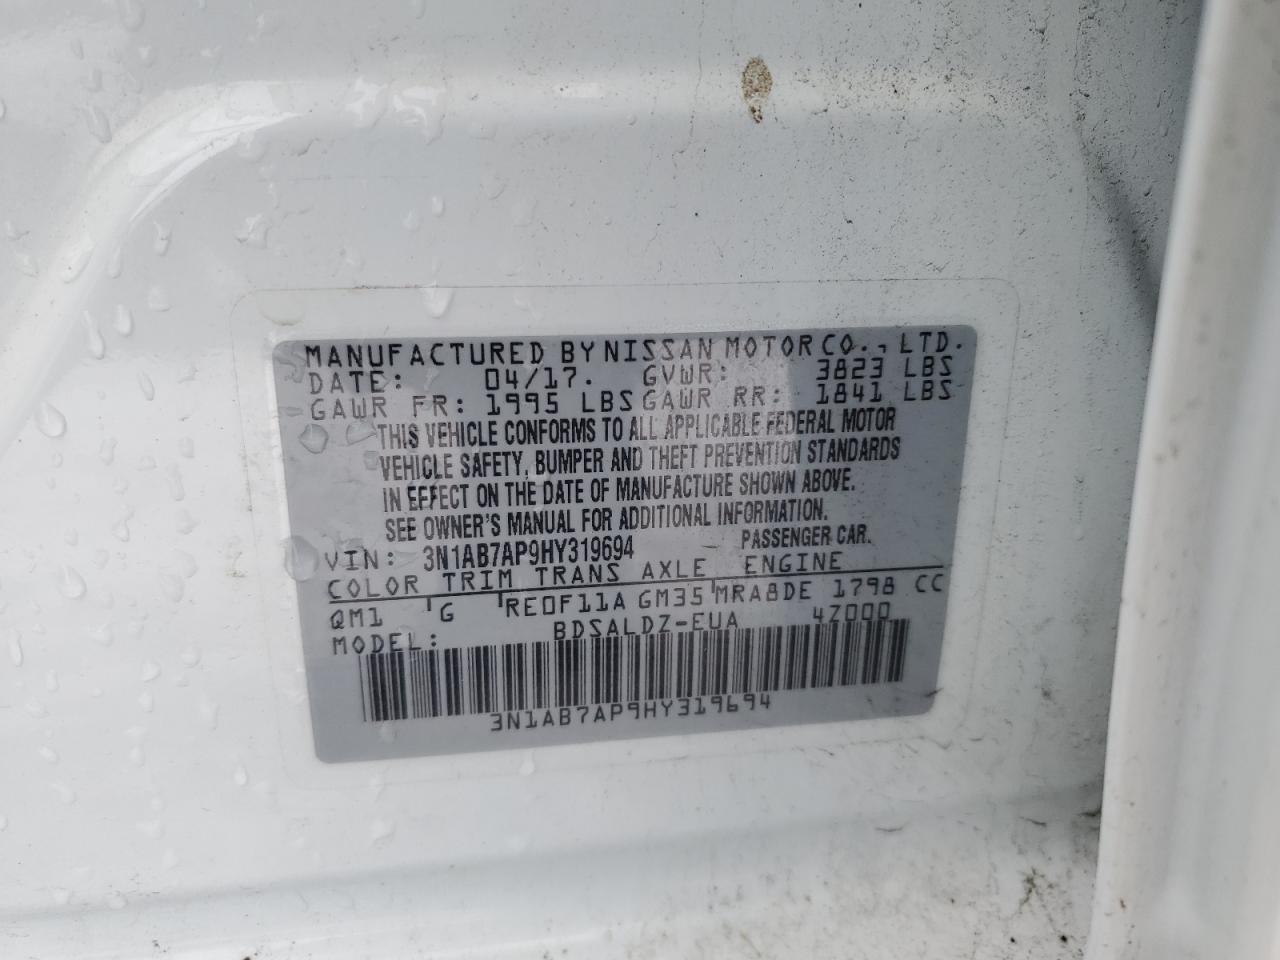 MANUFACTURED BY NISSAN MOTOR CO., LTD.
DATE: 04/17. GVWR: 3823 LBS
GAWR FR: 1995 LBS GAWR RR: 1841 LBS
THIS VEHICLE CONFORMS TO ALL APPLICABLE FEDERAL MOTOR
VEHICLE SAFETY, BUMPER AND THEFT PREVENTION STANDARDS
IN EFFECT ON THE DATE OF MANUFACTURE SHOWN ABOVE.
SEE OWNER'S MANUAL FOR ADDITIONAL INFORMATION.
VIN: 3N1AB7AP9HY319694 PASSENGER CAR.
COLOR TRIM TRANS AXLE ENGINE
QM1 G RE0F11A GM35 MRA8DE 1798 CC
MODEL: BDSALDZ-EUA 4Z000
3N1AB7AP9HY319694